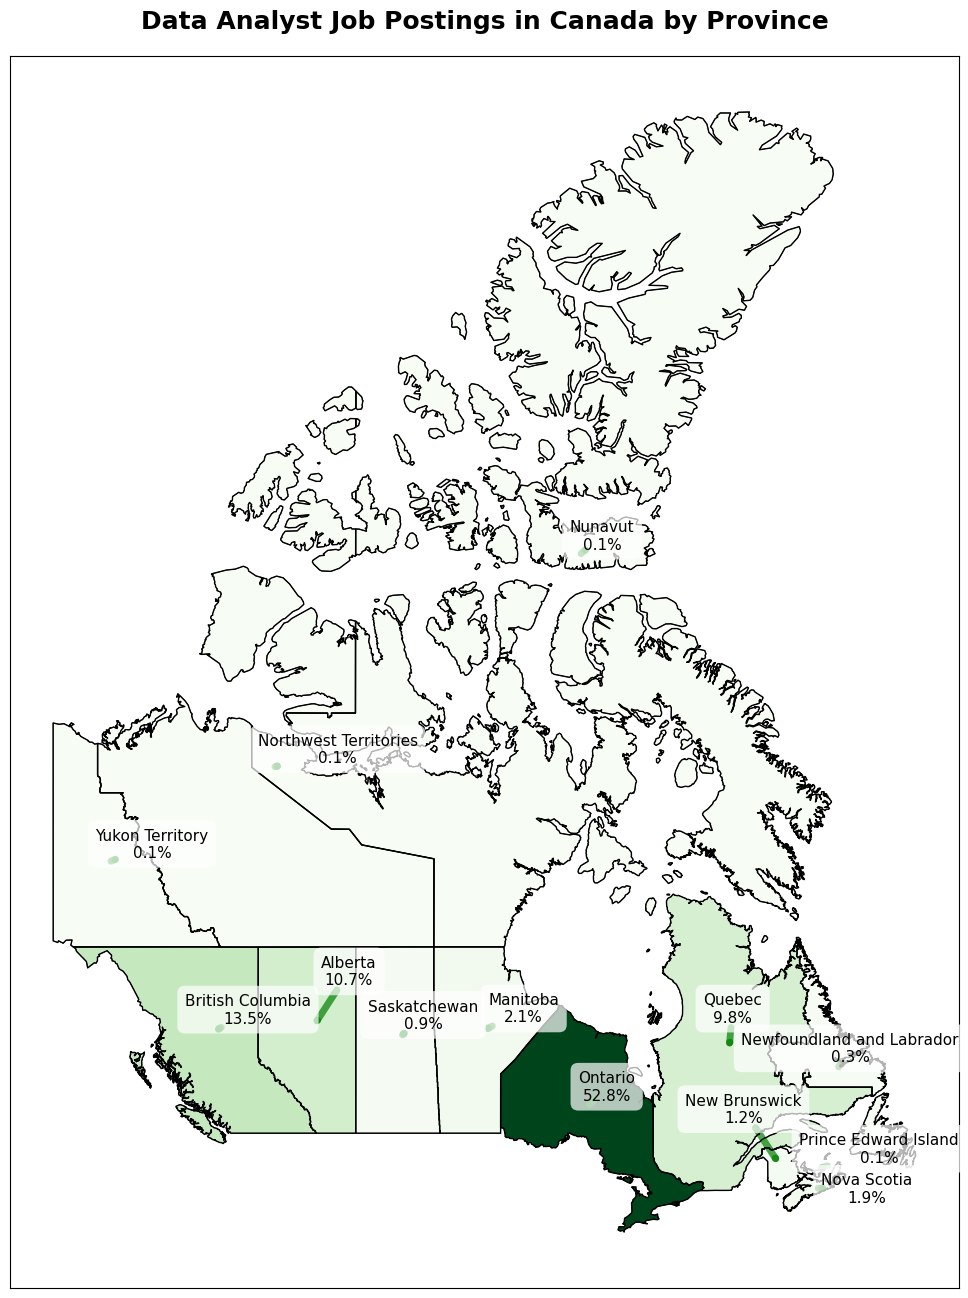 Data Analyst Job Postings in Canada by Province
Nunavut
0.1%
Northwest Territories
0.1%
Yukon Territory
0.1%
Alberta
10.7%
British Columbia
13.5%
Saskatchewan
0.9%
Manitoba
2.1%
Quebec
9.8%
Newfoundland and Labrador
0.3%
Ontario
52.8%
New Brunswick
1.2%
Prince Edward Island
0.1%
Nova Scotia
1.9%